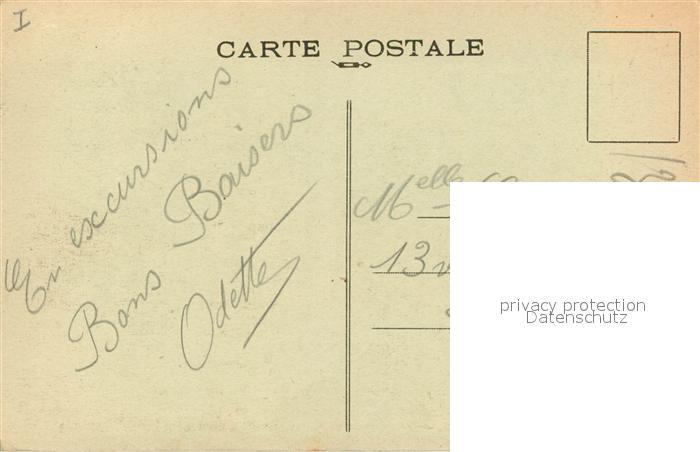 I
CARTE POSTALE
En excursions
Bons Baisers
Odette
Melle
13
privacy protection
Datenschutz